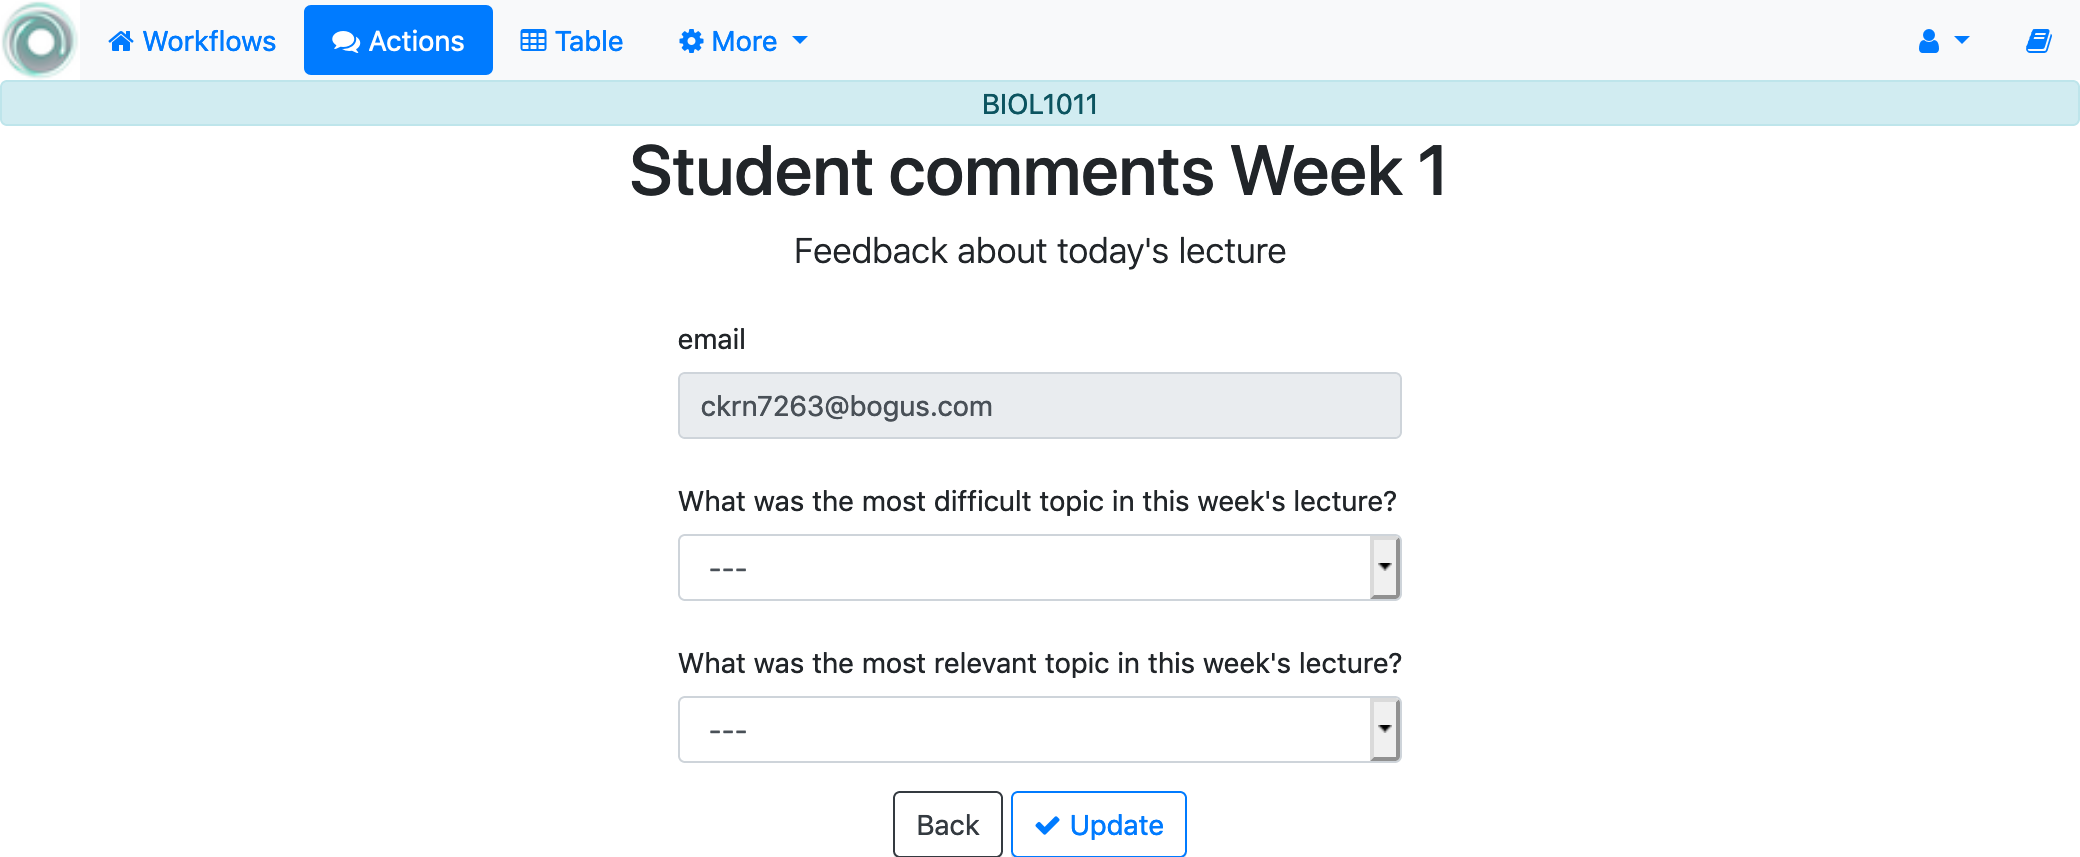 Workflows Actions Table More
BIOL1011
Student comments Week 1
Feedback about today's lecture
email
ckrn7263@bogus.com
What was the most difficult topic in this week's lecture?
---
What was the most relevant topic in this week's lecture?
---
Back Update